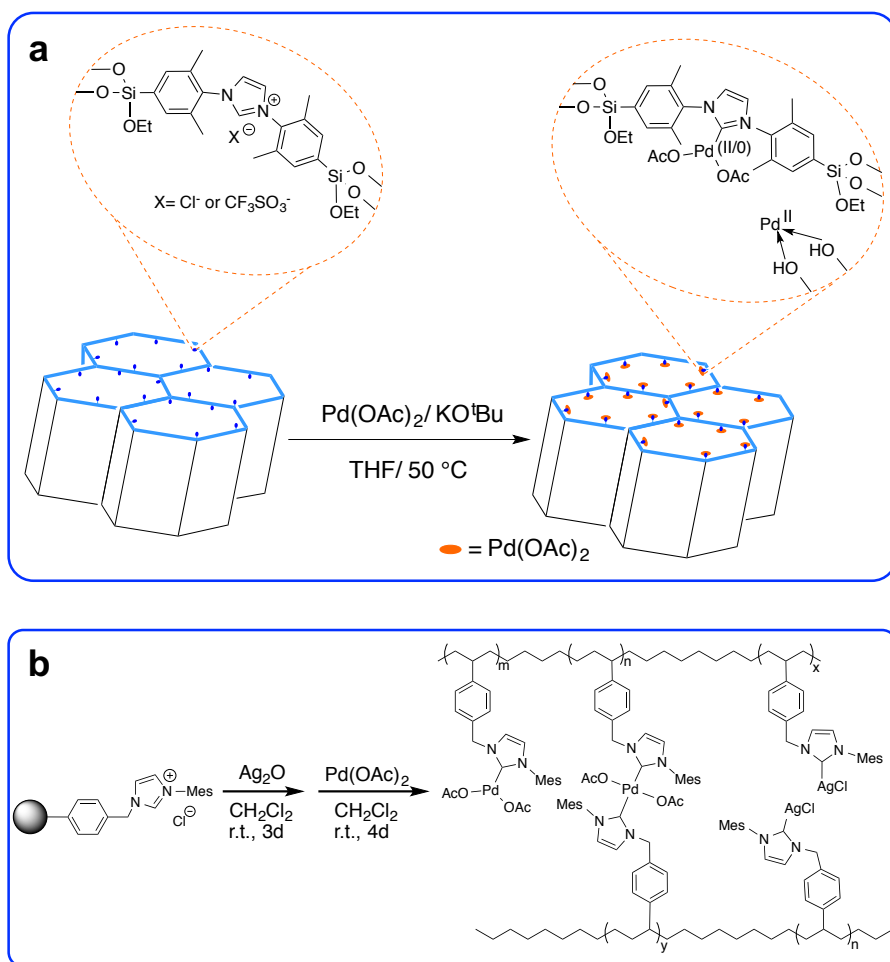 a
O
O
Si
OEt
N
N
⊕
X⊖
Si
O
O
OEt
X= Cl- or CF3SO3-
O
O
Si
OEt
N
N
AcO
Pd
(II/0)
OAc
Si
O
O
OEt
PdII
HO
HO
Pd(OAc)2/ KOtBu
THF/ 50 °C
= Pd(OAc)2
b
m
n
x
N
N
Mes
AcO
Pd
OAc
N
N
Mes
AcO
Pd
OAc
Mes
N
N
N
N
Mes
AgCl
AgCl
Mes
N
N
N
⊕
N
Mes
Cl⊖
Ag2O
CH2Cl2
r.t., 3d
Pd(OAc)2
CH2Cl2
r.t., 4d
y
n